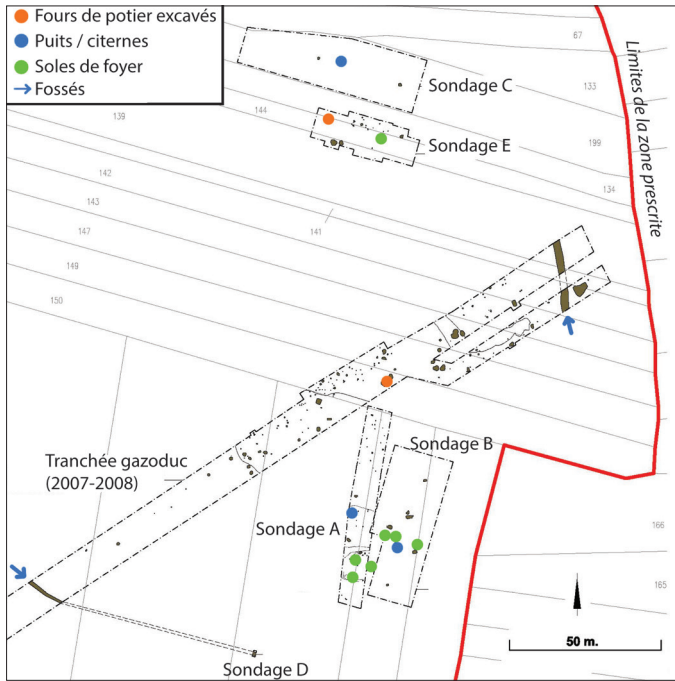 Fours de potier excavés
Puits / citernes
Soles de foyer
Fossés
67
Sondage C
133
Limites de la zone prescrite
139
144
Sondage E
199
142
134
143
147
141
149
150
Sondage B
Tranchée gazoduc
(2007-2008)
Sondage A
166
165
50 m.
Sondage D